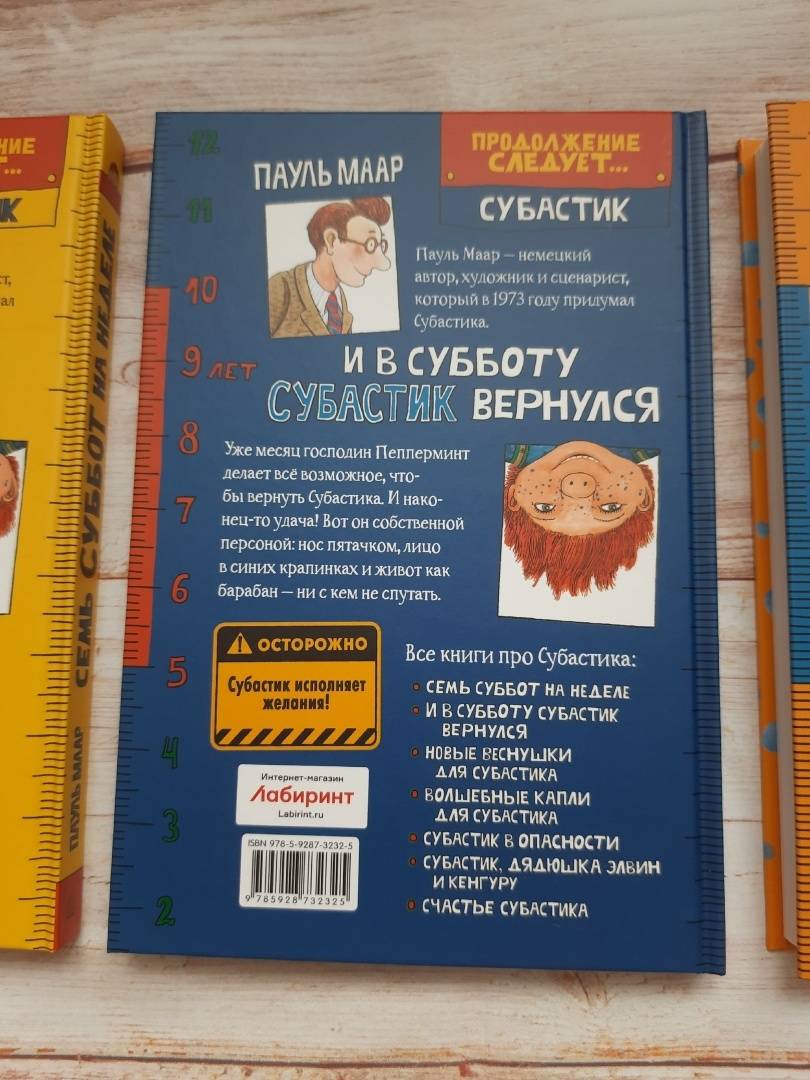 НИЕ
Т...
К
СЕМЬ СУББОТ НА НЕДЕЛЕ
ПАУЛЬ МААР
12
11
10
9 ЛЕТ
8
7
6
5
4
3
2
ПАУЛЬ МААР
ПРОДОЛЖЕНИЕ
СЛЕДУЕТ...
СУБАСТИК
Пауль Маар — немецкий
автор, художник и сценарист,
который в 1973 году придумал
Субастика.
И В СУББОТУ
СУБАСТИК ВЕРНУЛСЯ
Уже месяц господин Пепперминт
делает всё возможное, что-
бы вернуть Субастика. И нако-
нец-то удача! Вот он собственной
персоной: нос пятачком, лицо
в синих крапинках и живот как
барабан — ни с кем не спутать.
ОСТОРОЖНО
Субастик исполняет
желания!
Все книги про Субастика:
• СЕМЬ СУББОТ НА НЕДЕЛЕ
• И В СУББОТУ СУБАСТИК
ВЕРНУЛСЯ
• НОВЫЕ ВЕСНУШКИ
ДЛЯ СУБАСТИКА
• ВОЛШЕБНЫЕ КАПЛИ
ДЛЯ СУБАСТИКА
• СУБАСТИК В ОПАСНОСТИ
• СУБАСТИК, ДЯДЮШКА ЭЛВИН
И КЕНГУРУ
• СЧАСТЬЕ СУБАСТИКА
Интернет-магазин
Лабиринт
Labirint.ru
ISBN 978-5-9287-3232-5
9 785928 732325